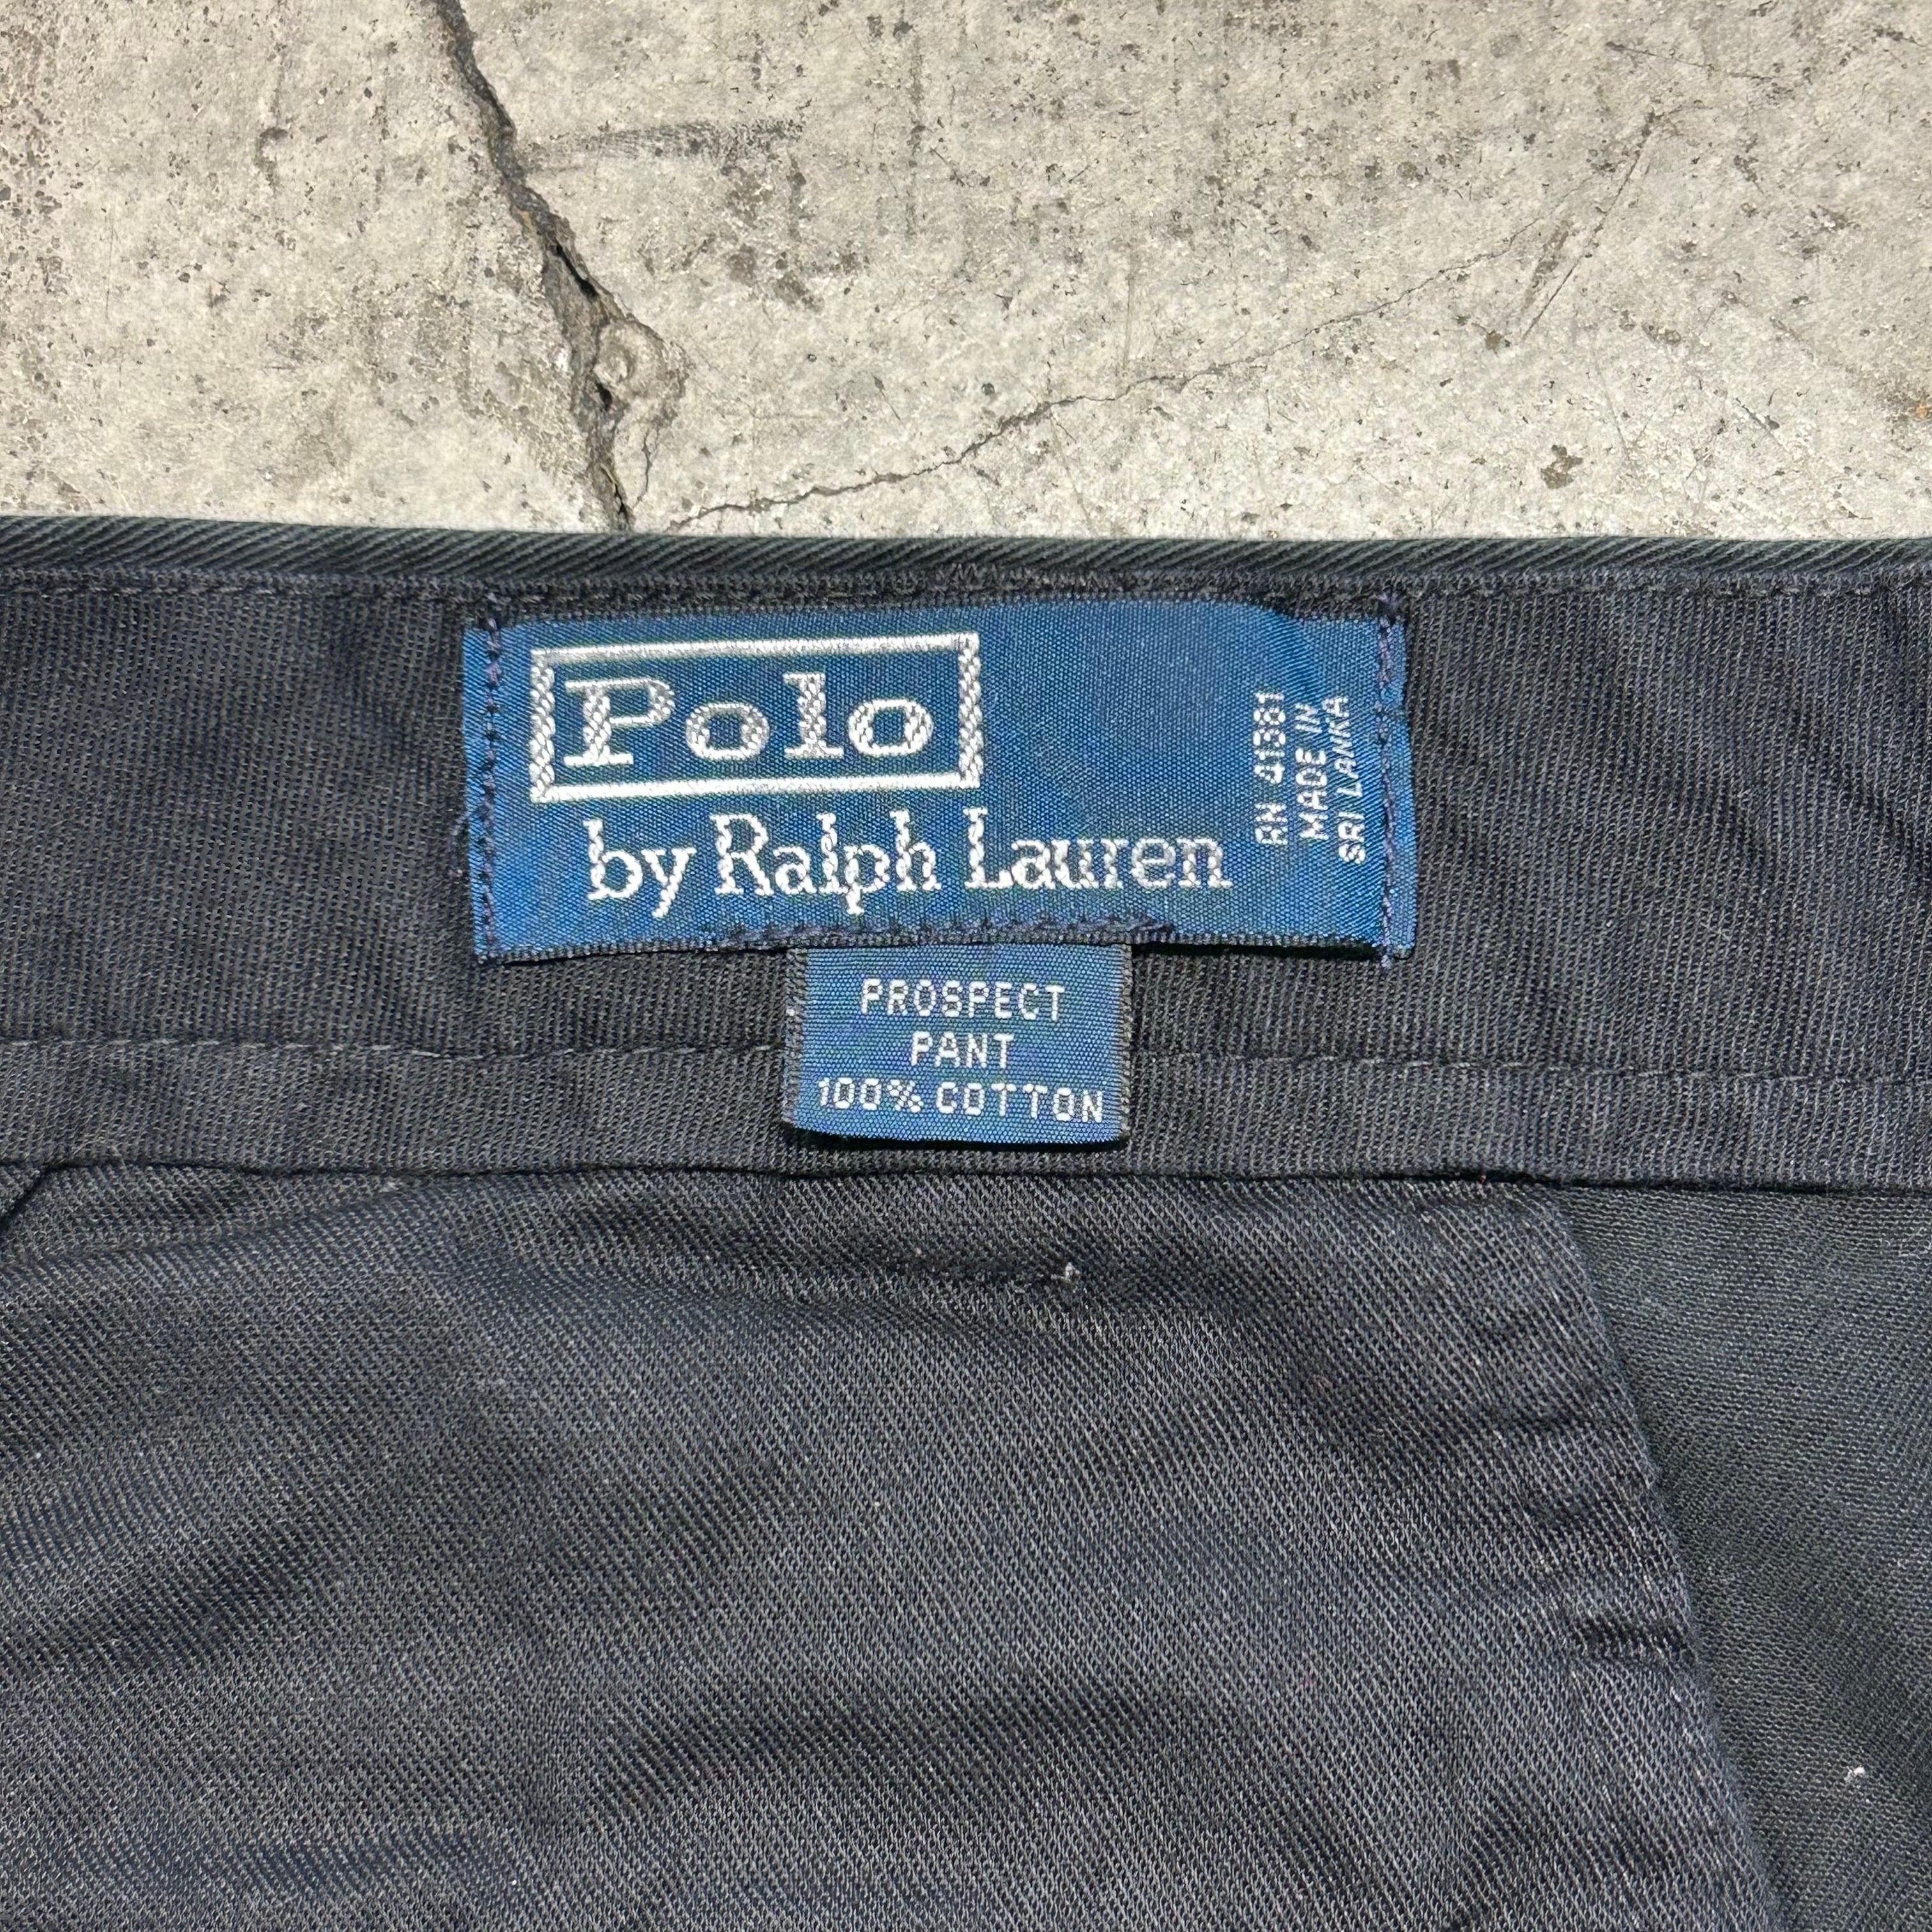 Polo
by Ralph Lauren
RN 41381
MADE IN
SRI LANKA
PROSPECT
PANT
100% COTTON